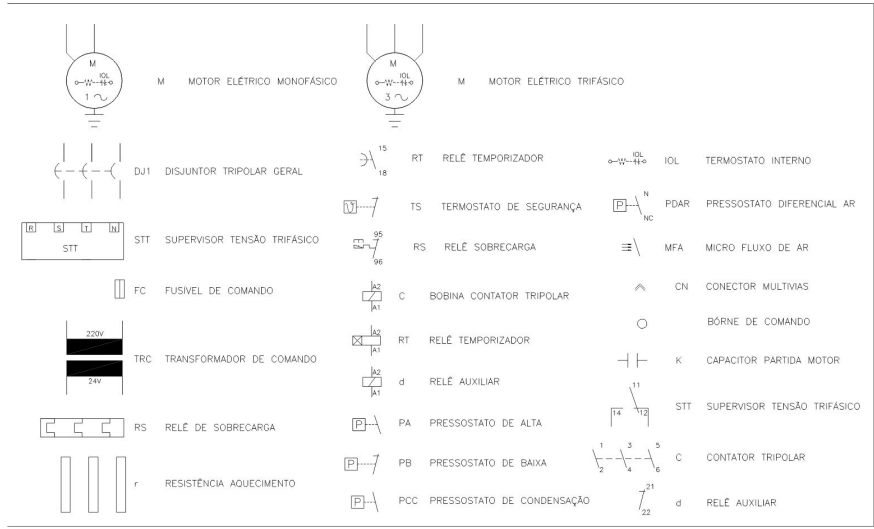 M IOL 1 M MOTOR ELÉTRICO MONOFÁSICO
M IOL 3 M MOTOR ELÉTRICO TRIFÁSICO
DJ1 DISJUNTOR TRIPOLAR GERAL
R S T N
STT
STT SUPERVISOR TENSÃO TRIFÁSICO
FC FUSÍVEL DE COMANDO
220V
TRC TRANSFORMADOR DE COMANDO
24V
RS RELÊ DE SOBRECARGA
r RESISTÊNCIA AQUECIMENTO
15
RT RELÊ TEMPORIZADOR
18
TS TERMOSTATO DE SEGURANÇA
95
RS RELÊ SOBRECARGA
96
A2
C BOBINA CONTATOR TRIPOLAR
A1
A2
RT RELÊ TEMPORIZADOR
A1
A2
d RELÊ AUXILIAR
A1
P PA PRESSOSTATO DE ALTA
P PB PRESSOSTATO DE BAIXA
P PCC PRESSOSTATO DE CONDENSAÇÃO
IOL
IOL TERMOSTATO INTERNO
N
P PDAR PRESSOSTATO DIFERENCIAL AR
NC
MFA MICRO FLUXO DE AR
CN CONECTOR MULTIVIAS
BÓRNE DE COMANDO
K CAPACITOR PARTIDA MOTOR
11
14 12 STT SUPERVISOR TENSÃO TRIFÁSICO
1 3 5
C CONTATOR TRIPOLAR
2 4 6
21
d RELÊ AUXILIAR
22